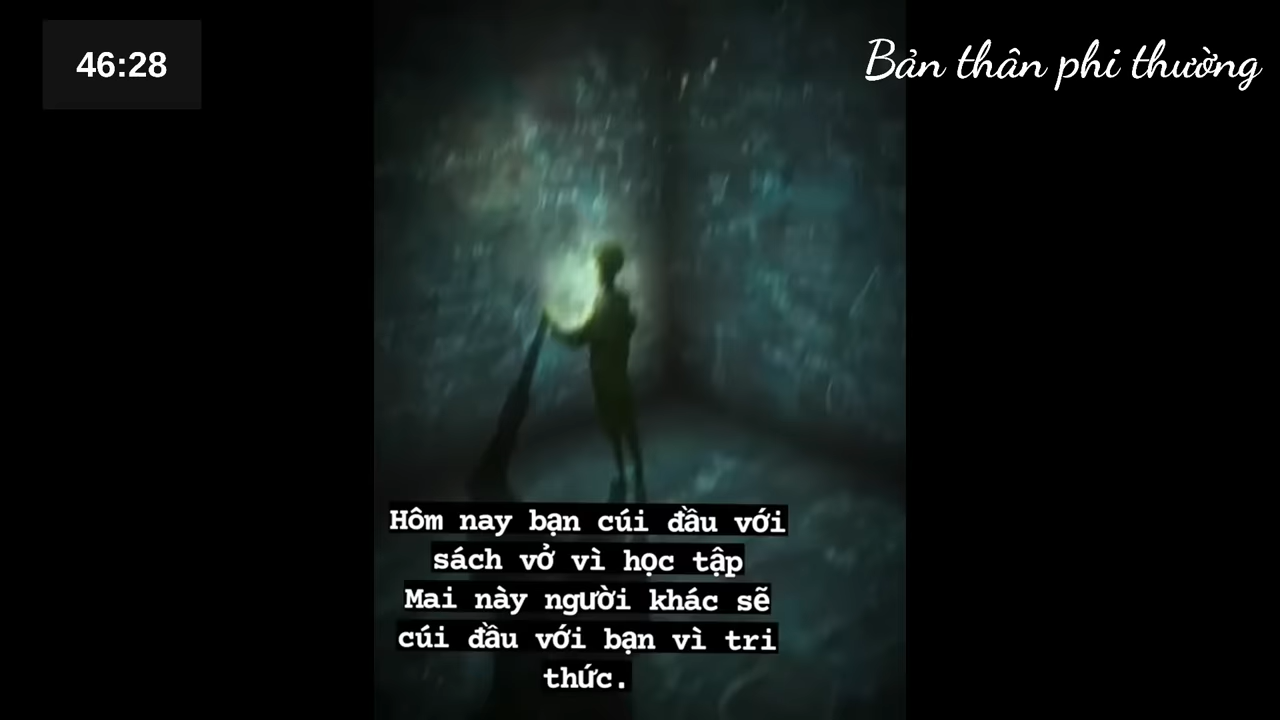 46:28
Bản thân phi thường
Hôm nay bạn cúi đầu với
sách vở vì học tập
Mai này người khác sẽ
cúi đầu với bạn vì tri
thức.